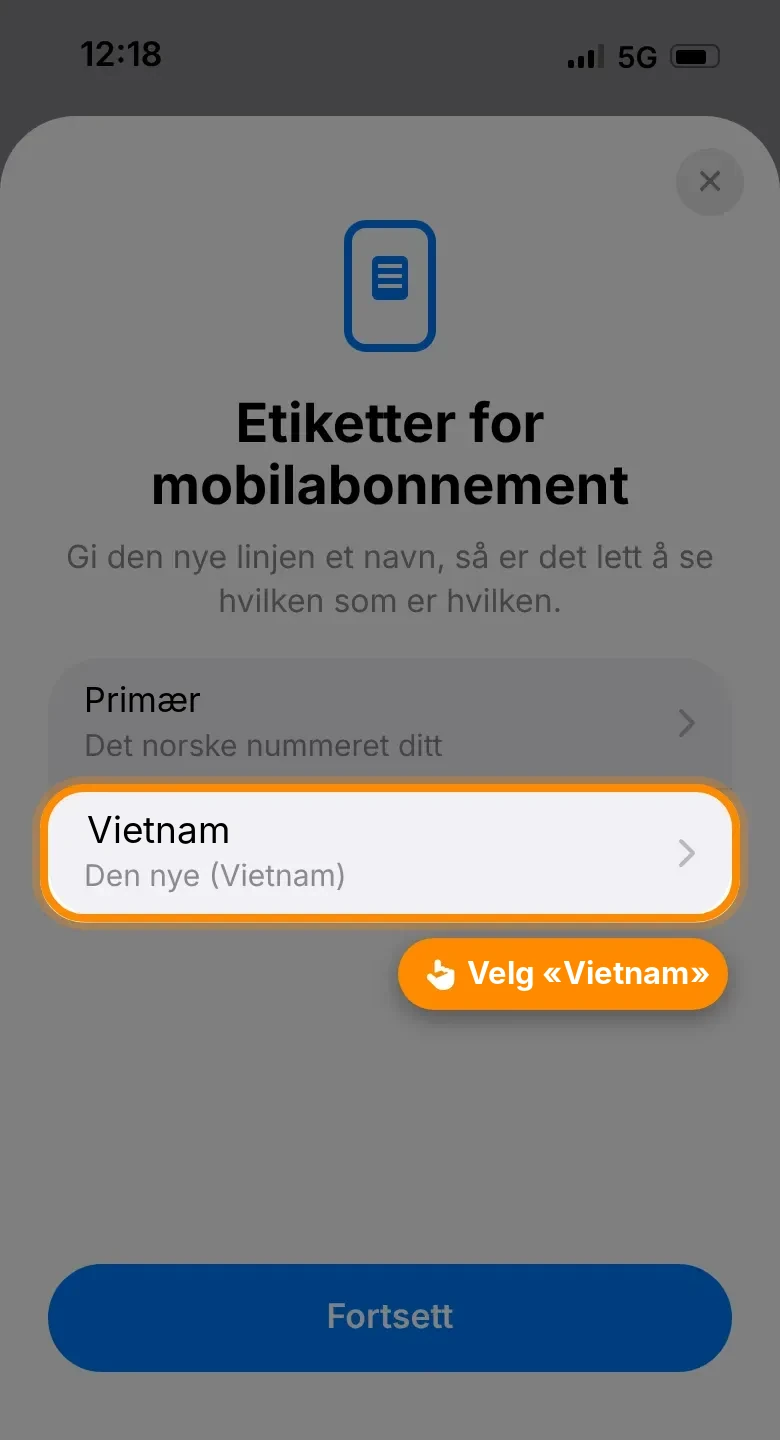 12:18
5G
Etiketter for
mobilabonnement
Gi den nye linjen et navn, så er det lett å se
hvilken som er hvilken.
Primær
Det norske nummeret ditt
Vietnam
Den nye (Vietnam)
Velg «Vietnam»
Fortsett